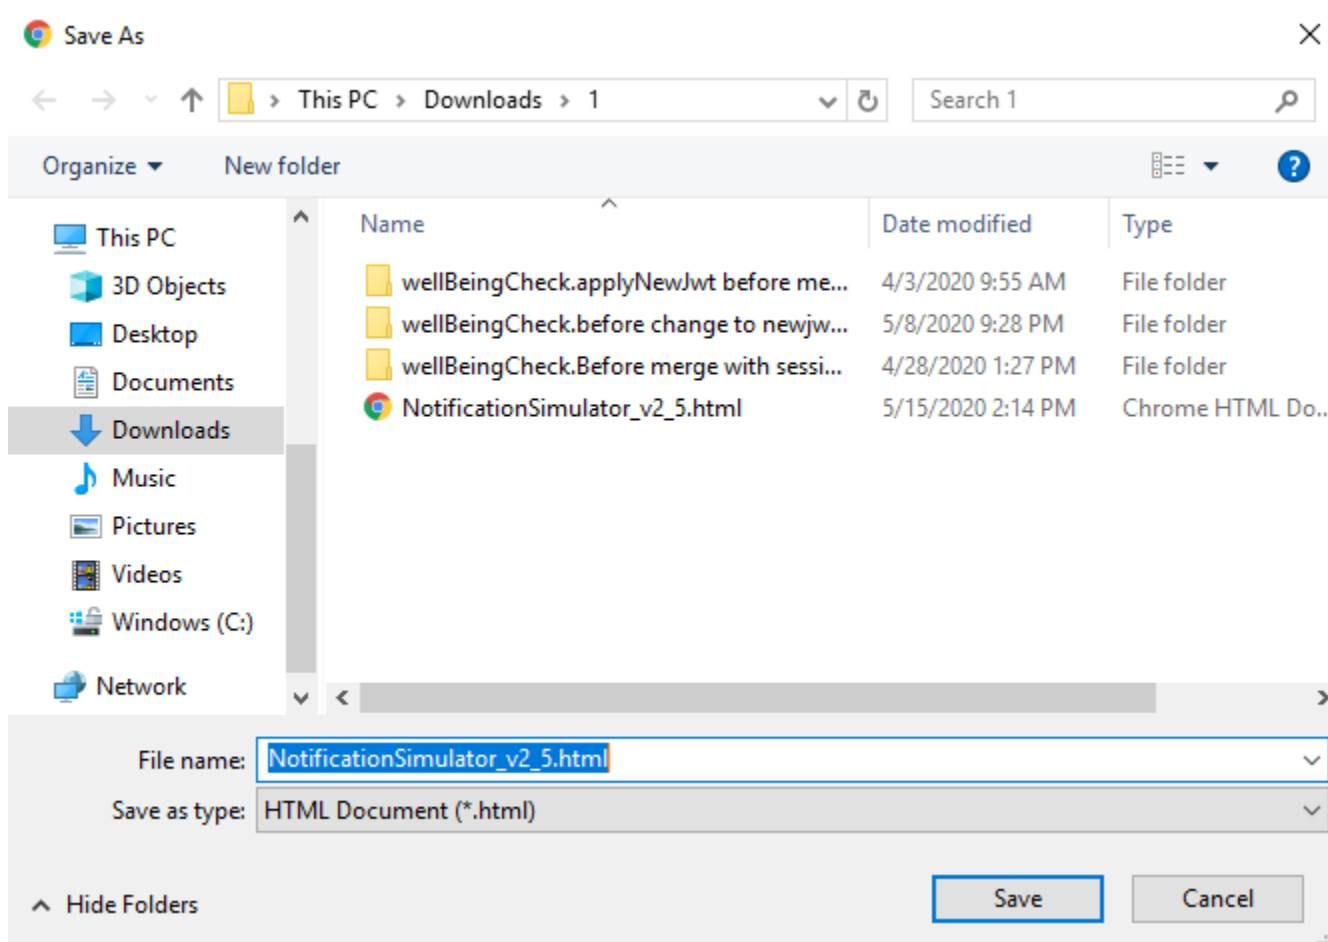 Save As
This PC > Downloads > 1
Search 1
Organize
New folder
?
This PC
3D Objects
Desktop
Documents
Downloads
Music
Pictures
Videos
Windows (C:)
Network
Name Date modified Type
wellBeingCheck.applyNewJwt before me... 4/3/2020 9:55 AM File folder
wellBeingCheck.before change to newjw... 5/8/2020 9:28 PM File folder
wellBeingCheck.Before merge with sessi... 4/28/2020 1:27 PM File folder
NotificationSimulator_v2_5.html 5/15/2020 2:14 PM Chrome HTML Do..
File name: NotificationSimulator_v2_5.html
Save as type: HTML Document (*.html)
Hide Folders
Save
Cancel